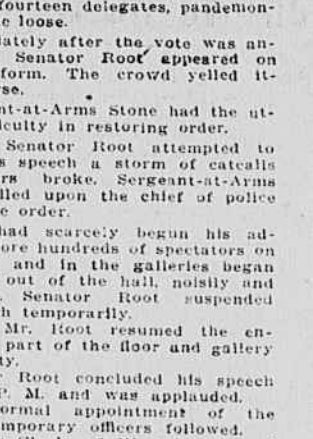 fourteen delegates, pandemon-
c loose.
iately after the vote was an-
Senator Root appeared on
form. The crowd yelled it-
rse.
nt-at-Arms Stone had the ut-
iculty in restoring order.
Senator Root attempted to
s speech a storm of catcalls
ers broke. Sergeant-at-Arms
lled upon the chief of police
e order.
had scarcely begun his ad-
ore hundreds of spectators on
and in the galleries began
out of the hall, noisily and
. Senator Root suspended
h temporarily.
Mr. Root resumed the en-
part of the floor and gallery
ty.
. Root concluded his speech
P. M. and was applauded.
ormal appointment of the
mporary officers followed.